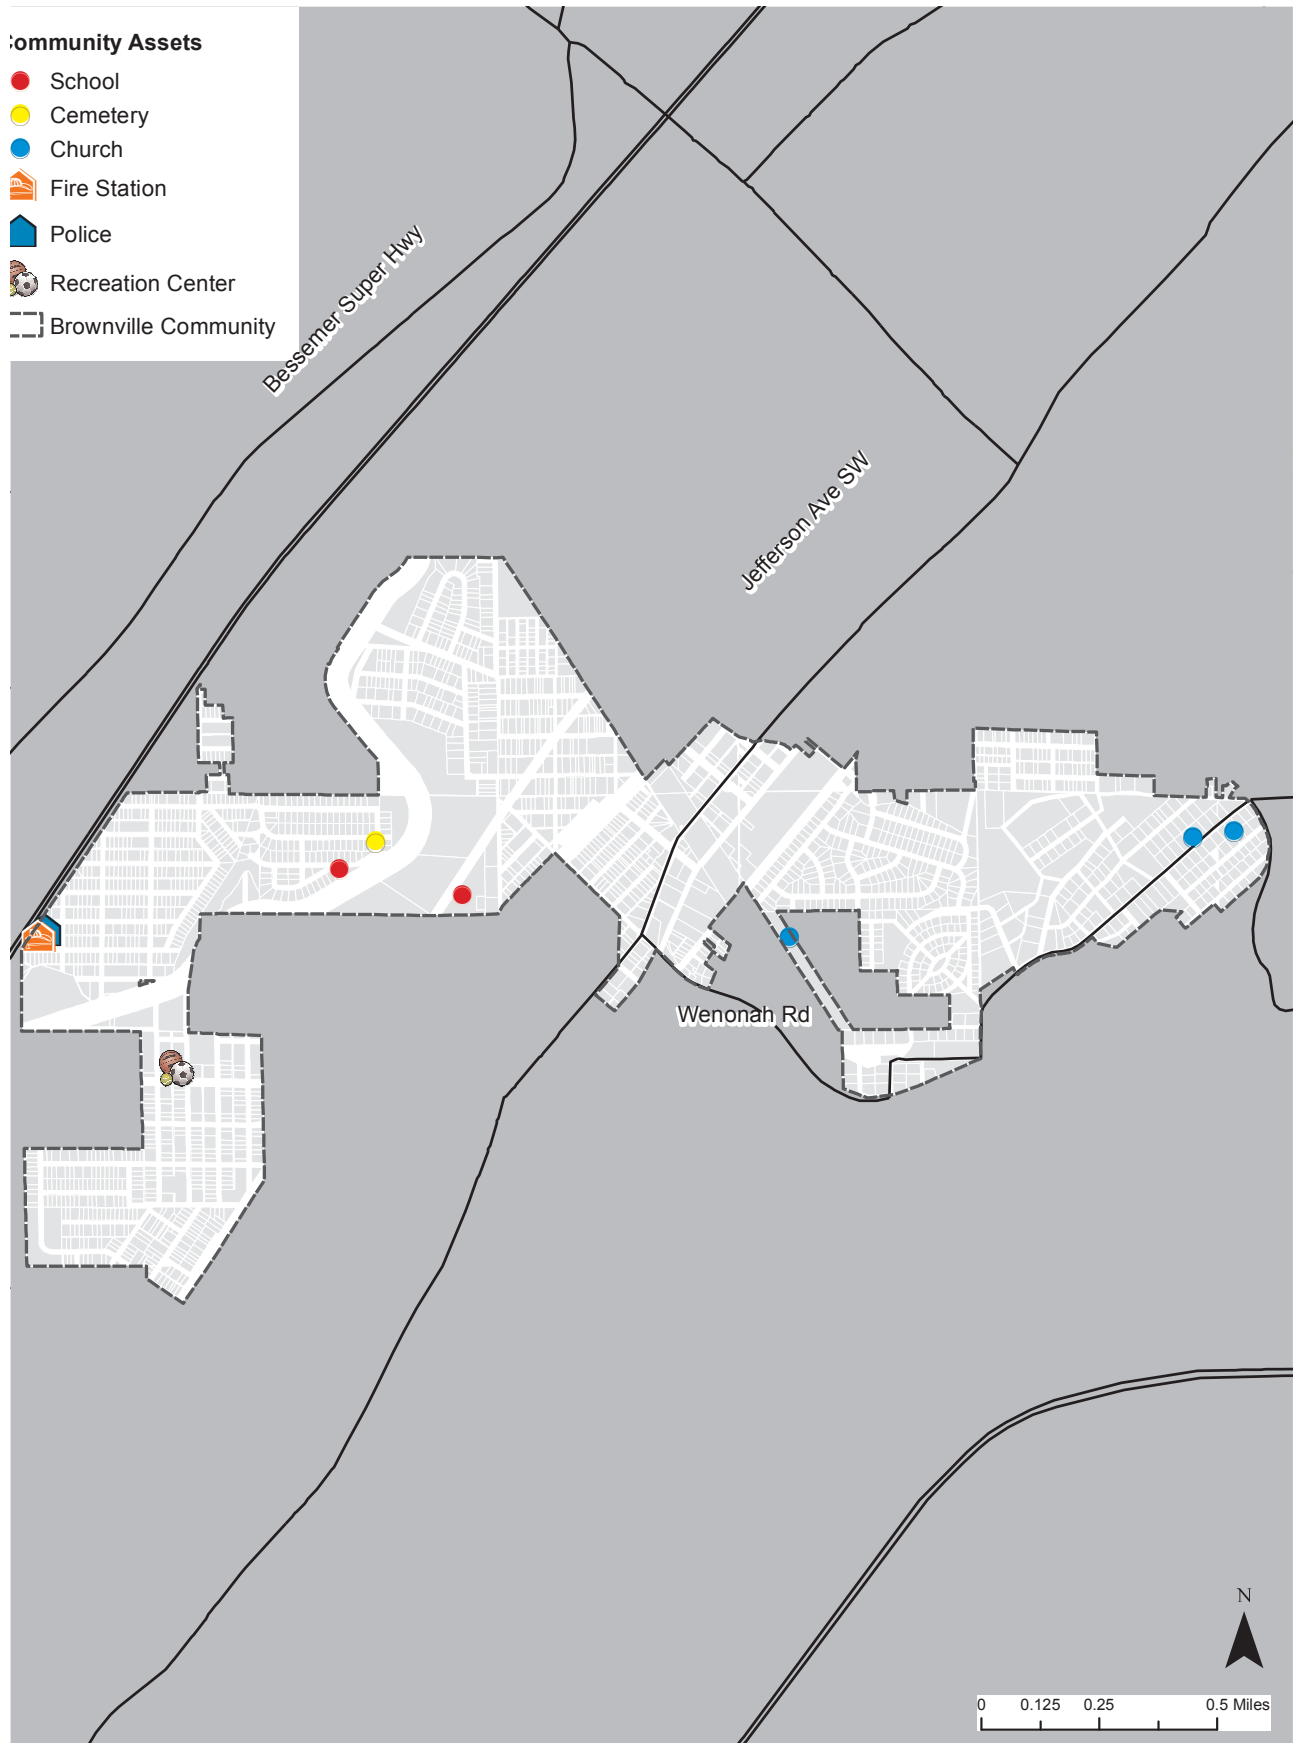 Community Assets
School
Cemetery
Church
Fire Station
Police
Recreation Center
Brownville Community
Bessemer Super Hwy
Jefferson Ave SW
Wenonah Rd
N
0 0.125 0.25 0.5 Miles